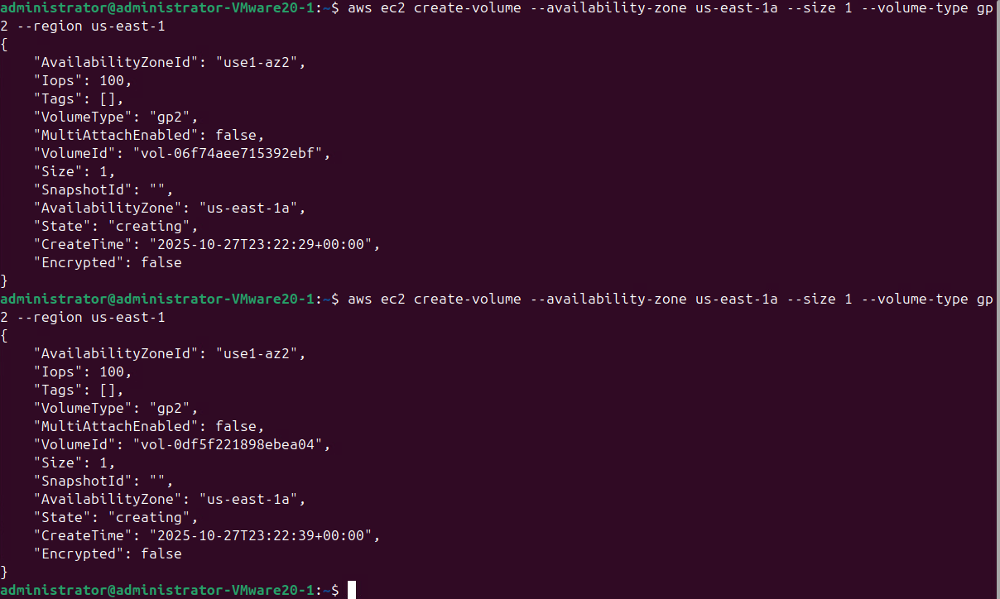 administrator@administrator-VMware20-1:~$ aws ec2 create-volume --availability-zone us-east-1a --size 1 --volume-type gp
2 --region us-east-1
{
    "AvailabilityZoneId": "use1-az2",
    "Iops": 100,
    "Tags": [],
    "VolumeType": "gp2",
    "MultiAttachEnabled": false,
    "VolumeId": "vol-06f74aee715392ebf",
    "Size": 1,
    "SnapshotId": "",
    "AvailabilityZone": "us-east-1a",
    "State": "creating",
    "CreateTime": "2025-10-27T23:22:29+00:00",
    "Encrypted": false
}
administrator@administrator-VMware20-1:~$ aws ec2 create-volume --availability-zone us-east-1a --size 1 --volume-type gp
2 --region us-east-1
{
    "AvailabilityZoneId": "use1-az2",
    "Iops": 100,
    "Tags": [],
    "VolumeType": "gp2",
    "MultiAttachEnabled": false,
    "VolumeId": "vol-0df5f221898ebea04",
    "Size": 1,
    "SnapshotId": "",
    "AvailabilityZone": "us-east-1a",
    "State": "creating",
    "CreateTime": "2025-10-27T23:22:39+00:00",
    "Encrypted": false
}
administrator@administrator-VMware20-1:~$